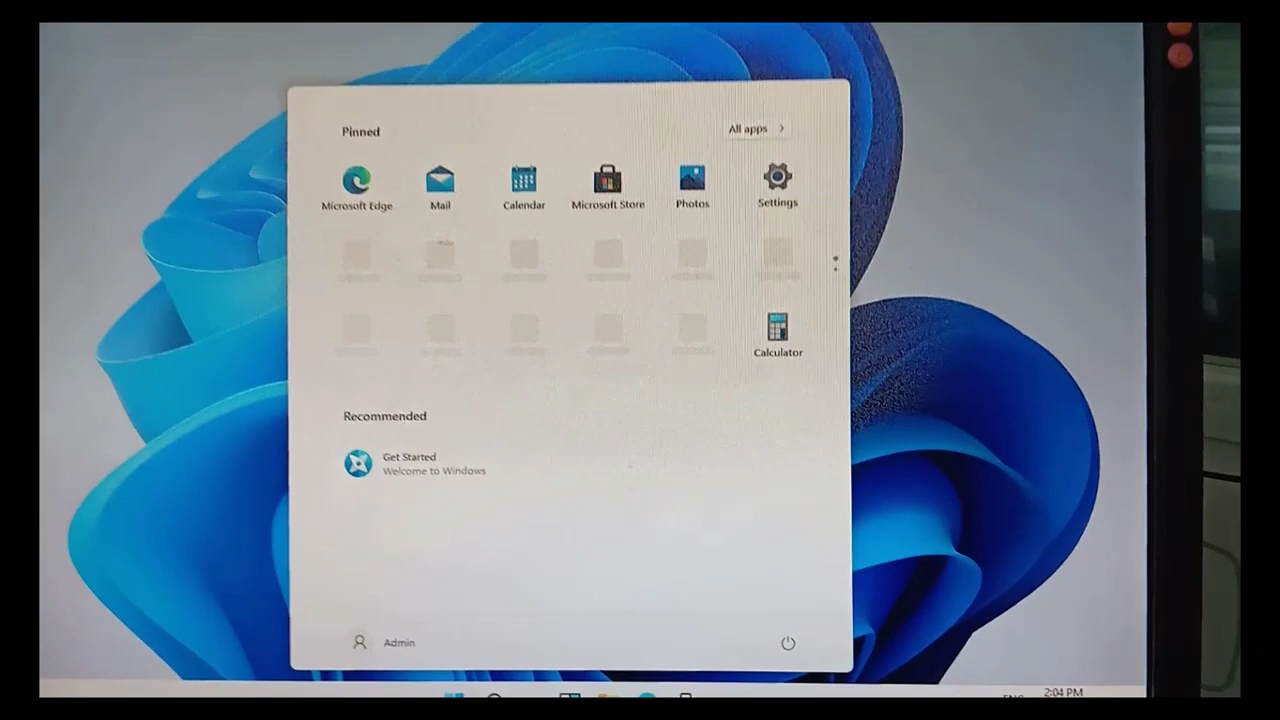 Pinned
All apps
Microsoft Edge
Mail
Calendar
Microsoft Store
Photos
Settings
Calculator
Recommended
Get Started
Welcome to Windows
Admin
2:04 PM